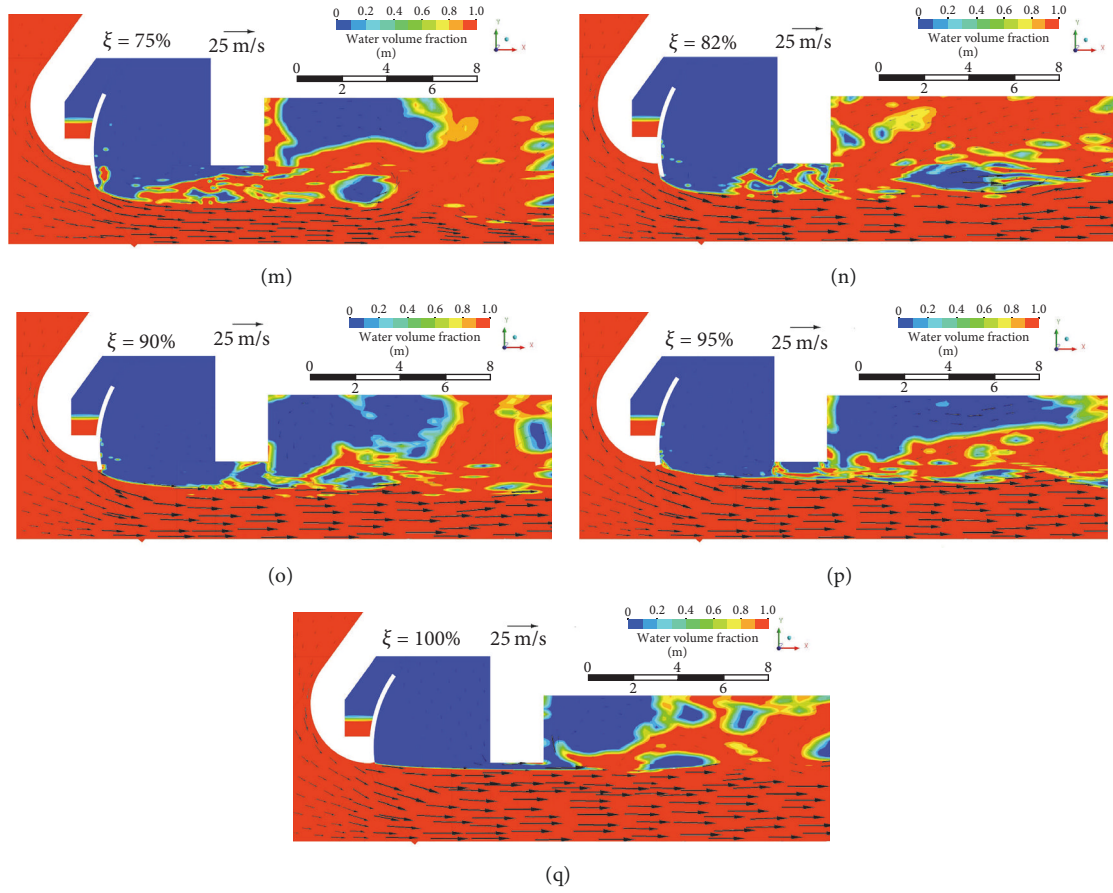 ξ = 75%
25 m/s
0 0.2 0.4 0.6 0.8 1.0
Water volume fraction
(m)
0 4 8
2 6
Y
X
Z
(m)
ξ = 82%
25 m/s
0 0.2 0.4 0.6 0.8 1.0
Water volume fraction
(m)
0 4 8
2 6
Y
X
Z
(n)
ξ = 90%
25 m/s
0 0.2 0.4 0.6 0.8 1.0
Water volume fraction
(m)
0 4 8
2 6
Y
X
Z
(o)
ξ = 95%
25 m/s
0 0.2 0.4 0.6 0.8 1.0
Water volume fraction
(m)
0 4 8
2 6
Y
X
Z
(p)
ξ = 100%
25 m/s
0 0.2 0.4 0.6 0.8 1.0
Water volume fraction
(m)
0 4 8
2 6
Y
X
Z
(q)